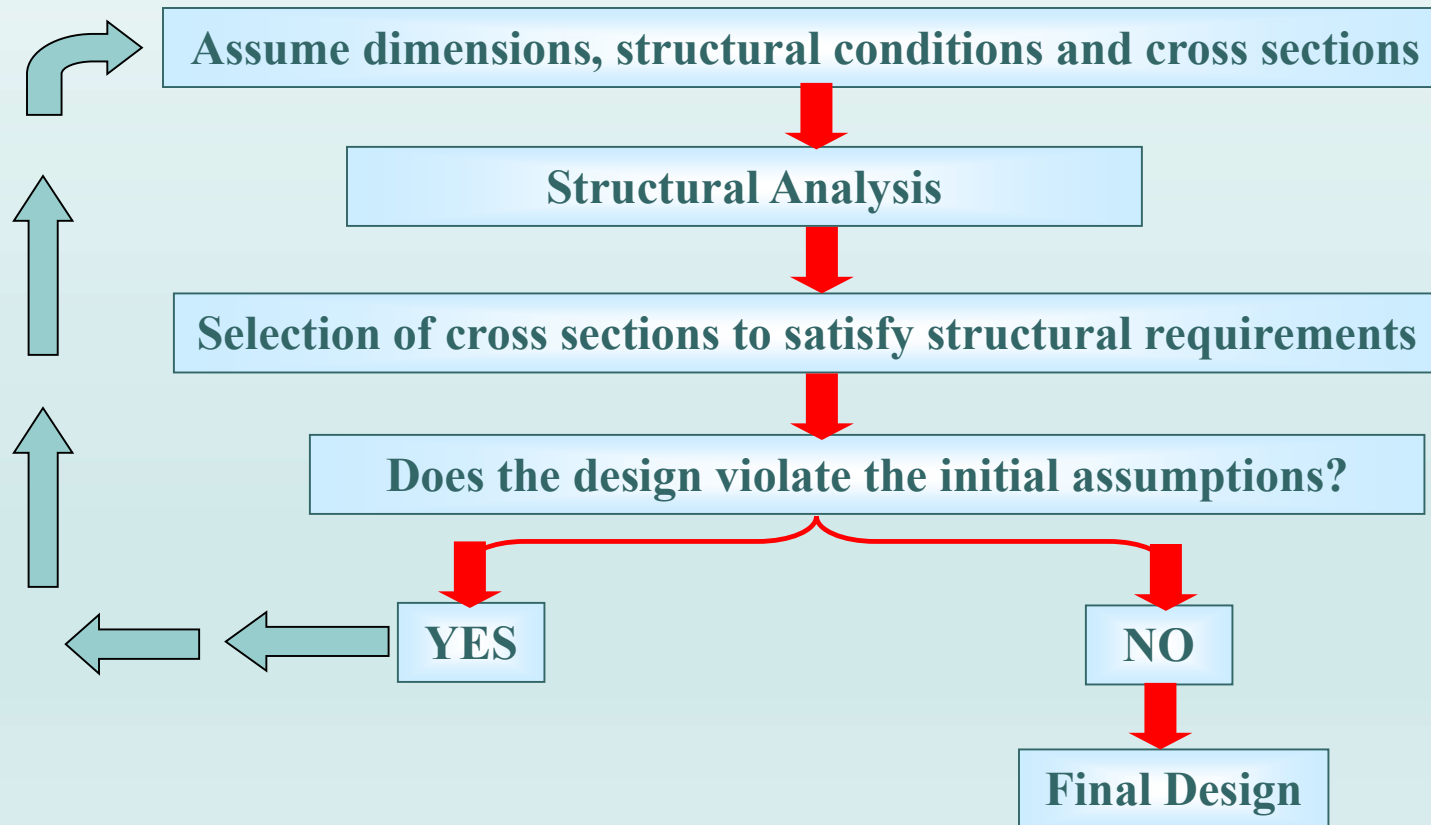 Assume dimensions, structural conditions and cross sections
Structural Analysis
Selection of cross sections to satisfy structural requirements
Does the design violate the initial assumptions?
YES
NO
Final Design